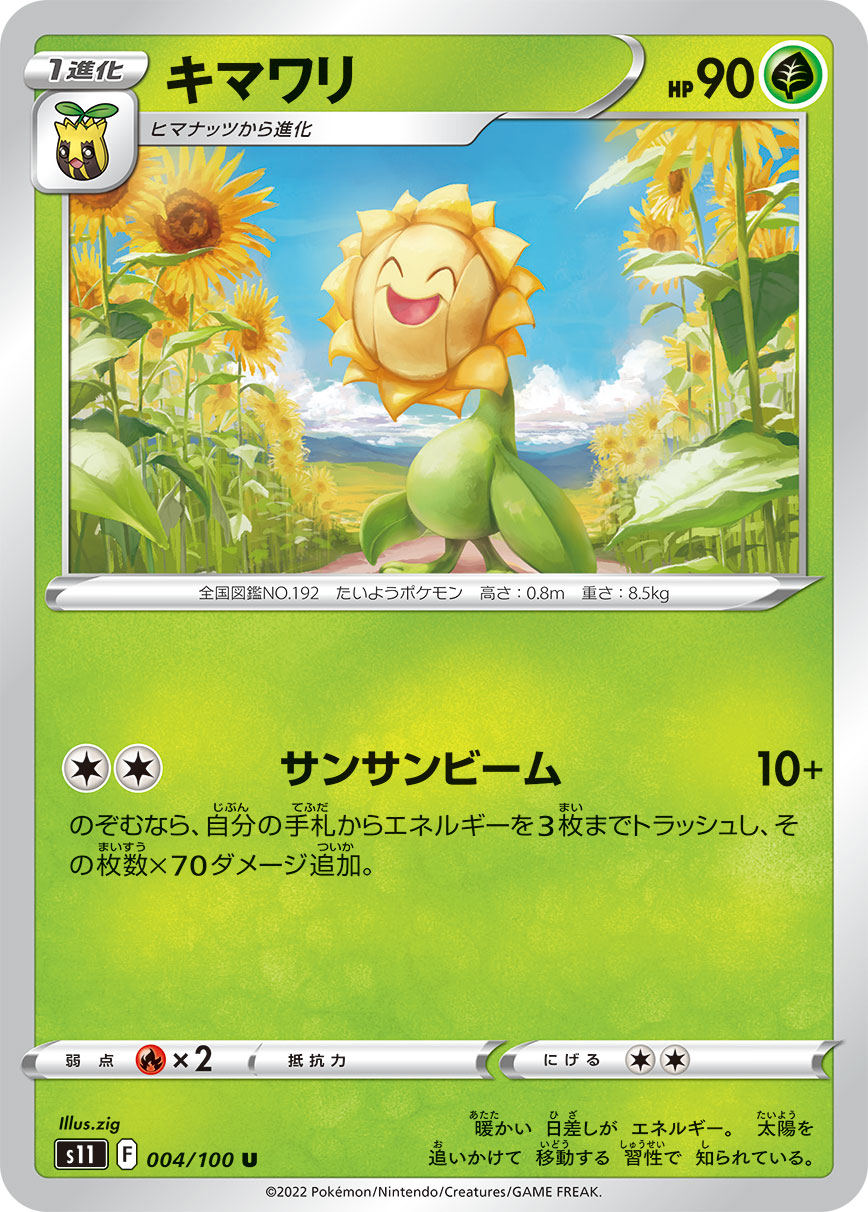 1進化
キマワリ
HP90
ヒマナッツから進化
全国図鑑NO.192 たいようポケモン 高さ:0.8m 重さ:8.5kg
サンサンビーム 10+
のぞむなら、自分の手札からエネルギーを3枚までトラッシュし、そ
の枚数×70ダメージ追加。
弱点 ×2 抵抗力 にげる
Illus.zig
s11 F 004/100 U
暖かい 日差しが エネルギー。 太陽を
追いかけて 移動する 習性で 知られている。
©2022 Pokémon/Nintendo/Creatures/GAME FREAK.